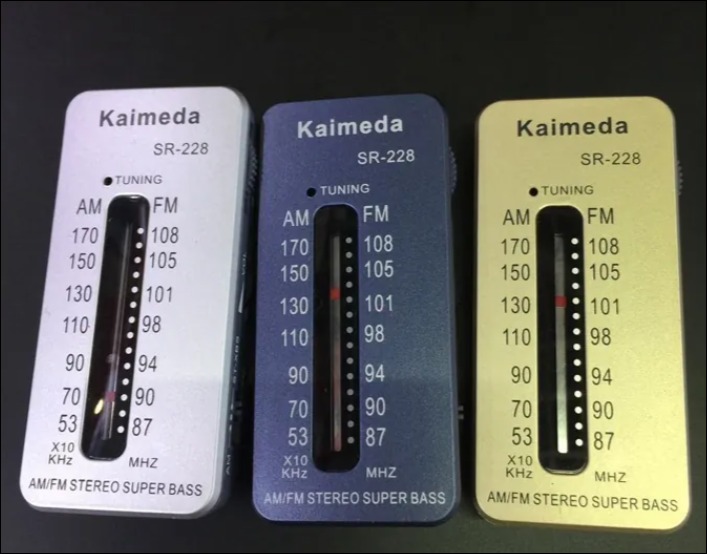 Kaimeda
SR-228
TUNING
AM FM
170 108
150 105
130 101
110 98
90 94
70 90
53 87
X10
KHz MHZ
AM/FM STEREO SUPER BASS
Kaimeda
SR-228
TUNING
AM FM
170 108
150 105
130 101
110 98
90 94
70 90
53 87
X10
KHz MHZ
AM/FM STEREO SUPER BASS
Kaimeda
SR-228
TUNING
AM FM
170 108
150 105
130 101
110 98
90 94
70 90
53 87
X10
KHz MHZ
AM/FM STEREO SUPER BASS